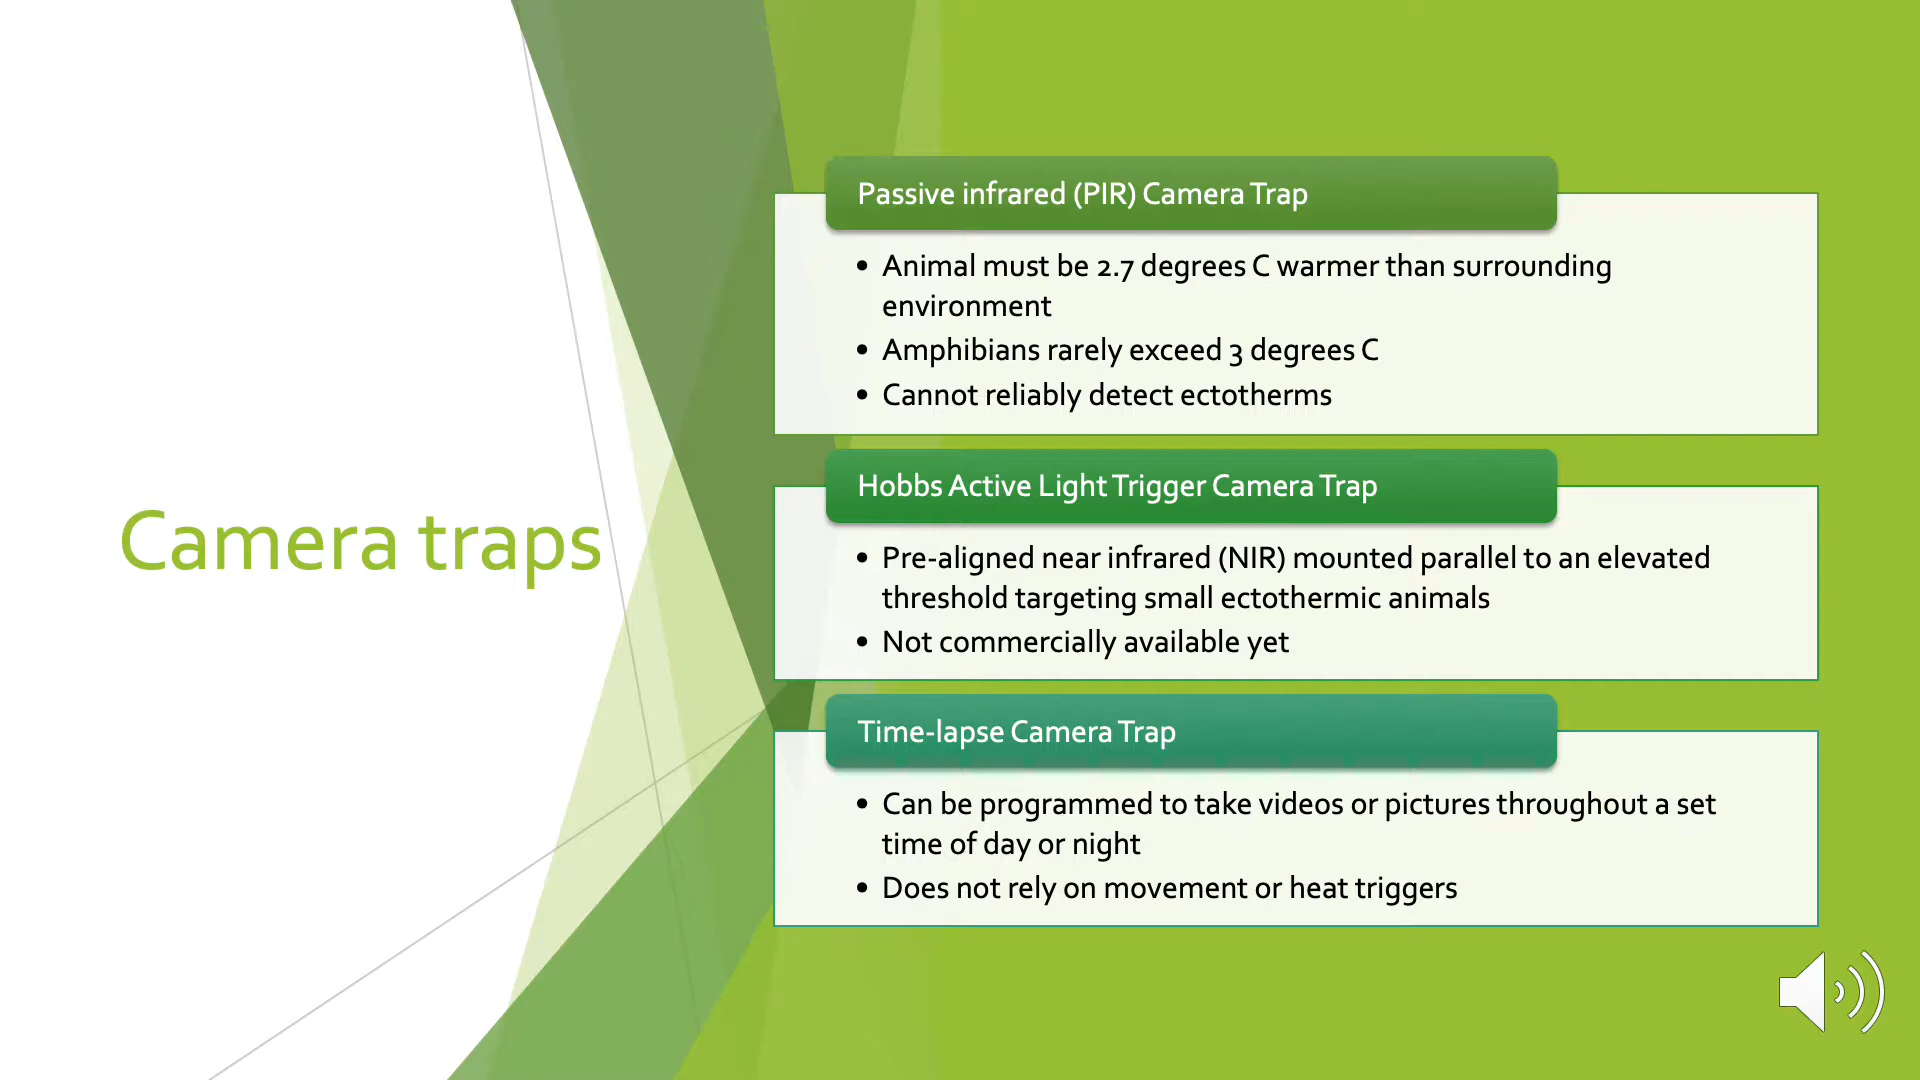 Camera traps
Passive infrared (PIR) Camera Trap
• Animal must be 2.7 degrees C warmer than surrounding
environment
• Amphibians rarely exceed 3 degrees C
• Cannot reliably detect ectotherms
Hobbs Active Light Trigger Camera Trap
• Pre-aligned near infrared (NIR) mounted parallel to an elevated
threshold targeting small ectothermic animals
• Not commercially available yet
Time-lapse Camera Trap
• Can be programmed to take videos or pictures throughout a set
time of day or night
• Does not rely on movement or heat triggers